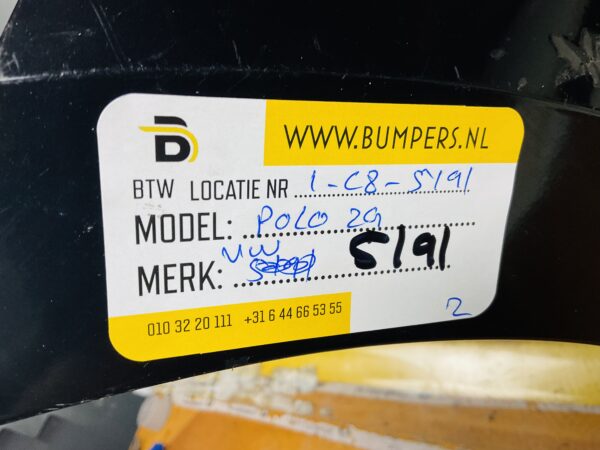 B
WWW.BUMPERS.NL
BTW LOCATIE NR 1-C8-5191
MODEL: POLO 2G
MERK: VW 5191
010 32 20 111 +31 6 44 66 53 55
2